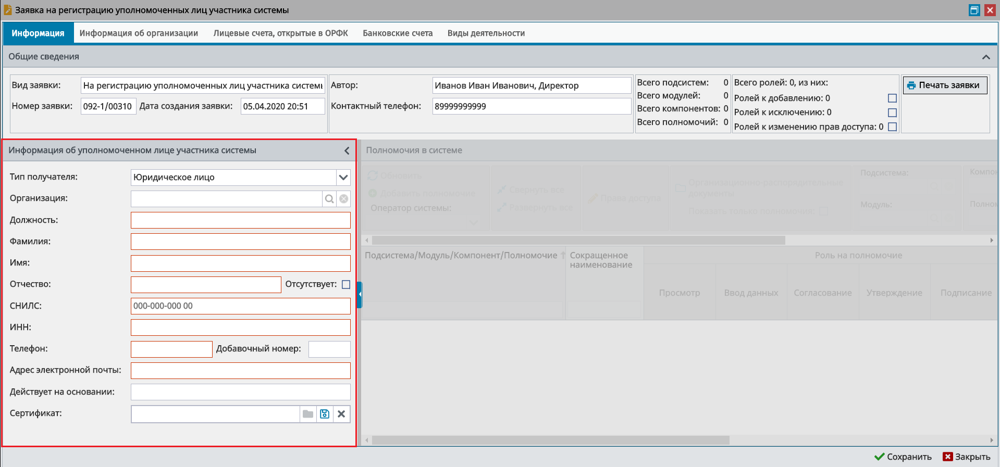 Заявка на регистрацию уполномоченных лиц участника системы
Информация
Информация об организации
Лицевые счета, открытые в ОРФК
Банковские счета
Виды деятельности
Общие сведения
Вид заявки:
На регистрацию уполномоченных лиц участника системы
Номер заявки:
092-1/00310
Дата создания заявки:
05.04.2020 20:51
Автор:
Иванов Иван Иванович, Директор
Контактный телефон:
89999999999
Всего подсистем: 0
Всего модулей: 0
Всего компонентов: 0
Всего полномочий: 0
Всего ролей: 0, из них:
Ролей к добавлению: 0
Ролей к исключению: 0
Ролей к изменению прав доступа: 0
Печать заявки
Информация об уполномоченном лице участника системы
Тип получателя:
Юридическое лицо
Организация:
Должность:
Фамилия:
Имя:
Отчество:
Отсутствует:
СНИЛС:
000-000-000 00
ИНН:
Телефон:
Добавочный номер:
Адрес электронной почты:
Действует на основании:
Сертификат:
Полномочия в системе
Обновить
Добавить полномочие
Оператор системы:
Свернуть все
Развернуть все
Права доступа
Организационно-распорядительные
документы
Показать только полномочия:
Подсистема:
Модуль:
Компон
Полном
Подсистема/Модуль/Компонент/Полномочие
Сокращенное
наименование
Роль на полномочие
Просмотр
Ввод данных
Согласование
Утверждение
Подписание
Сохранить
Закрыть